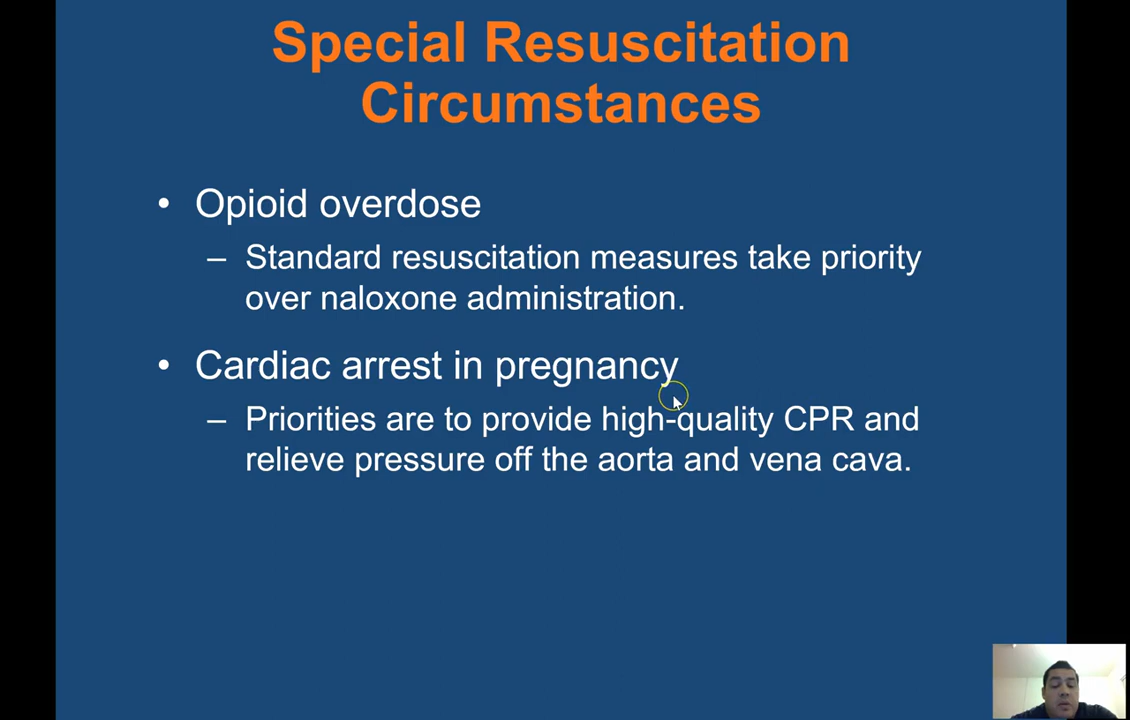 Special Resuscitation
Circumstances
• Opioid overdose
– Standard resuscitation measures take priority
over naloxone administration.
• Cardiac arrest in pregnancy
– Priorities are to provide high-quality CPR and
relieve pressure off the aorta and vena cava.